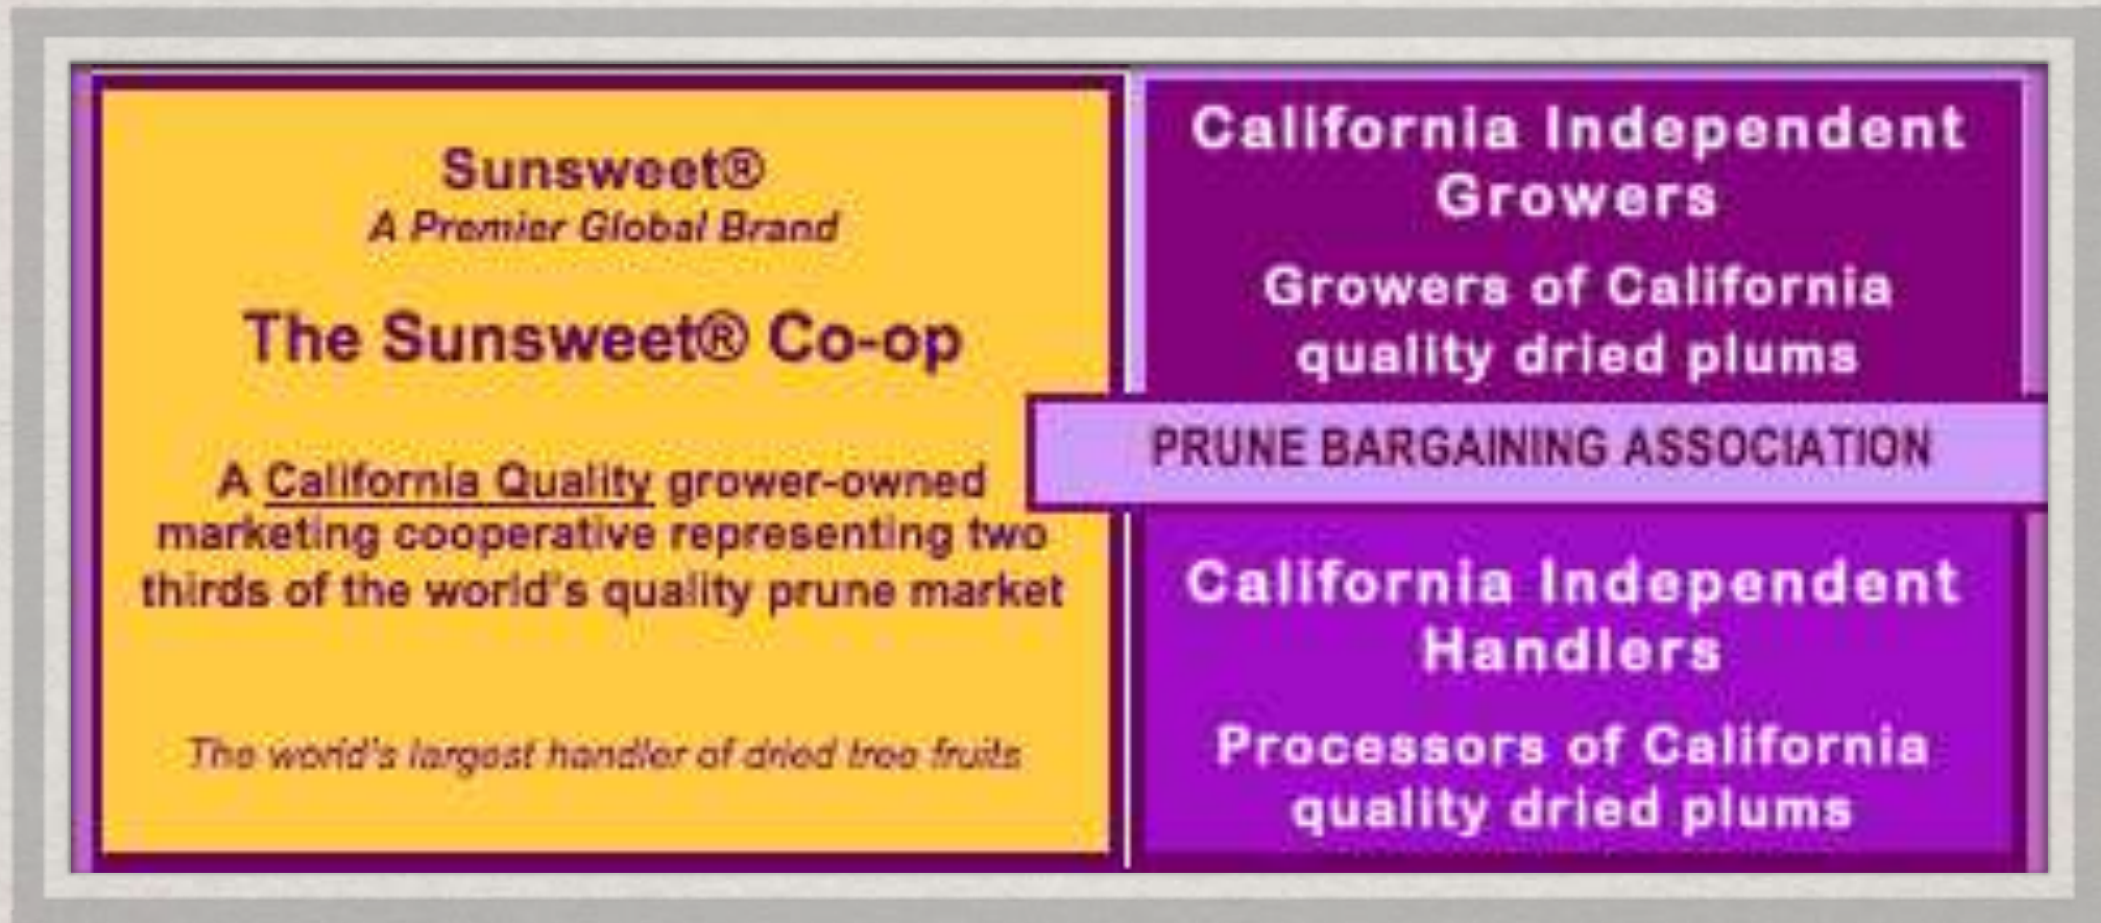 Sunsweet®
A Premier Global Brand
The Sunsweet® Co-op
A California Quality grower-owned
marketing cooperative representing two
thirds of the world's quality prune market
The world's largest handler of dried tree fruits
California Independent
Growers
Growers of California
quality dried plums
PRUNE BARGAINING ASSOCIATION
California Independent
Handlers
Processors of California
quality dried plums